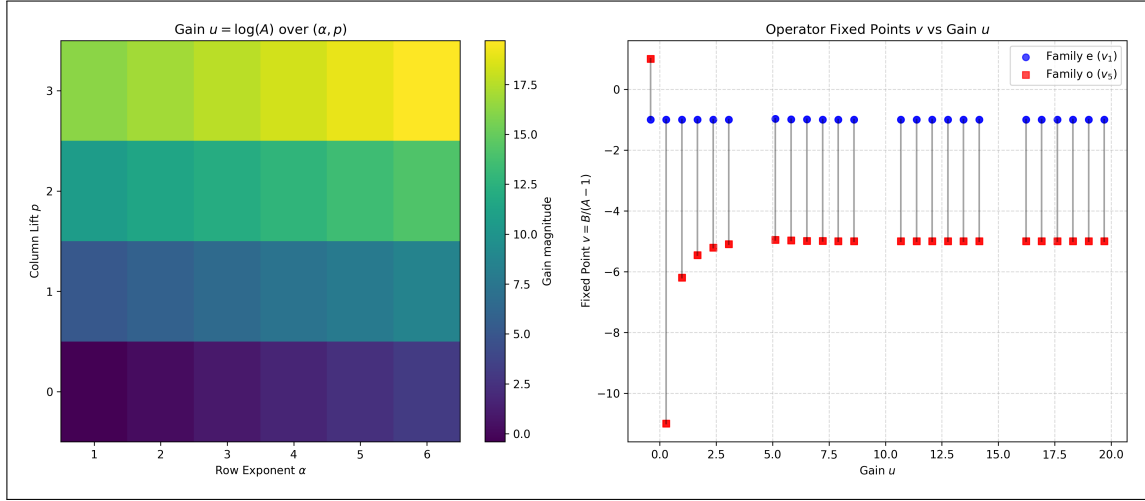 Gain u = log(A) over (α, p)
Column Lift p
3
2
1
0
1 2 3 4 5 6
Row Exponent α
17.5
15.0
12.5
10.0
7.5
5.0
2.5
0.0
Gain magnitude
Operator Fixed Points v vs Gain u
Family e (v₁)
Family o (v₅)
Fixed Point v = B/(A − 1)
0
−2
−4
−6
−8
−10
0.0 2.5 5.0 7.5 10.0 12.5 15.0 17.5 20.0
Gain u